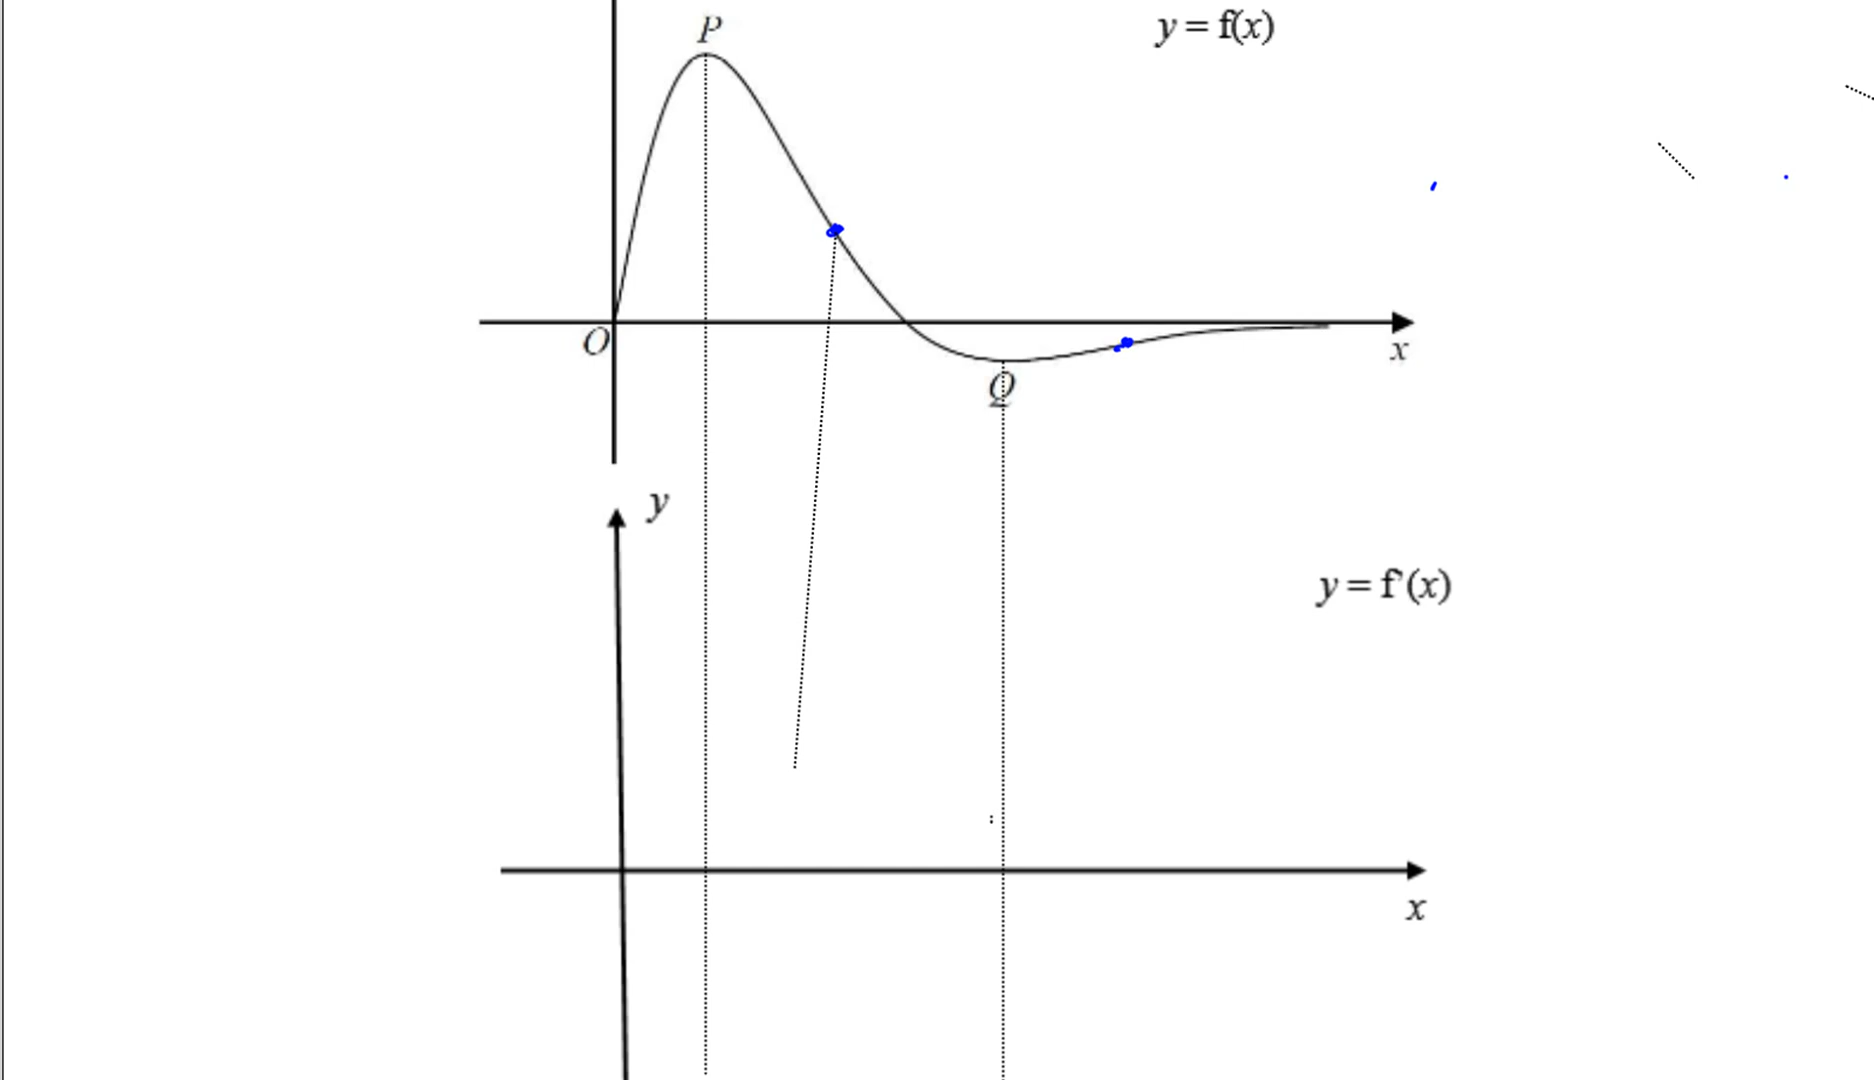 P
y = f(x)
O
x
Q
y
y = f'(x)
x